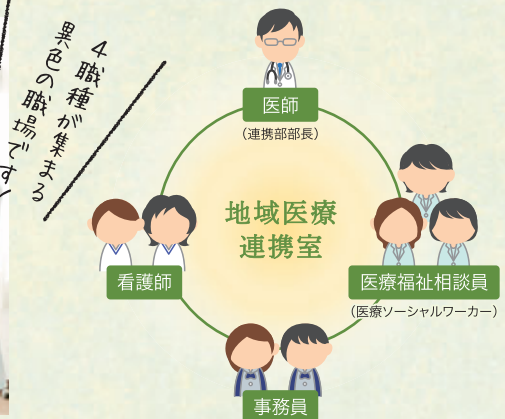 4職種が集まる
異色の職場です
医師
(連携部部長)
地域医療
連携室
看護師
医療福祉相談員
(医療ソーシャルワーカー)
事務員